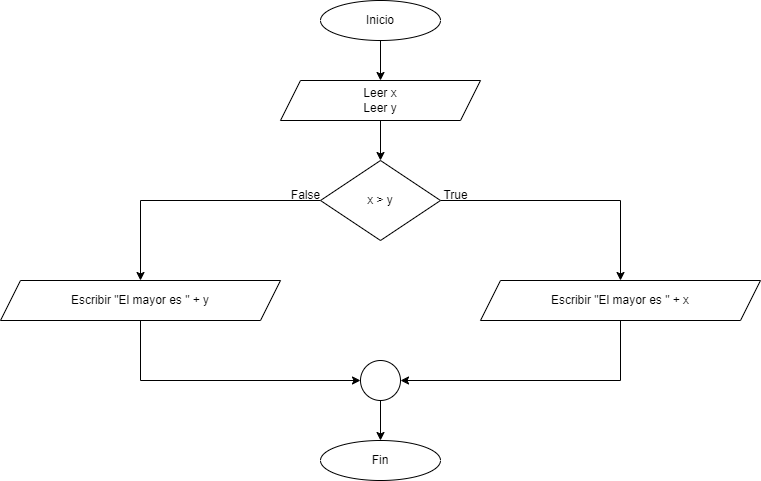 Inicio
Leer x
Leer y
False
x > y
True
Escribir "El mayor es " + y
Escribir "El mayor es " + x
Fin